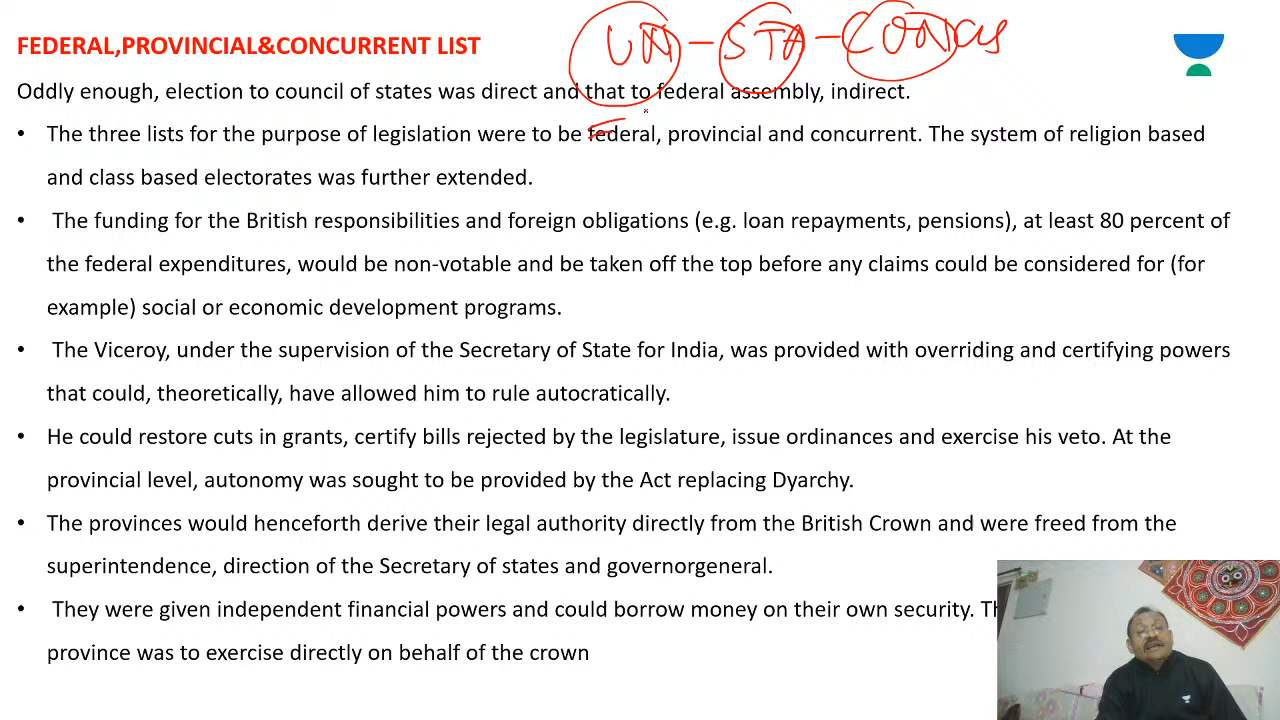 UN - STA - CONCU
FEDERAL,PROVINCIAL&CONCURRENT LIST
Oddly enough, election to council of states was direct and that to federal assembly, indirect.
• The three lists for the purpose of legislation were to be federal, provincial and concurrent. The system of religion based
and class based electorates was further extended.
• The funding for the British responsibilities and foreign obligations (e.g. loan repayments, pensions), at least 80 percent of
the federal expenditures, would be non-votable and be taken off the top before any claims could be considered for (for
example) social or economic development programs.
• The Viceroy, under the supervision of the Secretary of State for India, was provided with overriding and certifying powers
that could, theoretically, have allowed him to rule autocratically.
• He could restore cuts in grants, certify bills rejected by the legislature, issue ordinances and exercise his veto. At the
provincial level, autonomy was sought to be provided by the Act replacing Dyarchy.
• The provinces would henceforth derive their legal authority directly from the British Crown and were freed from the
superintendence, direction of the Secretary of states and governorgeneral.
• They were given independent financial powers and could borrow money on their own security.
province was to exercise directly on behalf of the crown